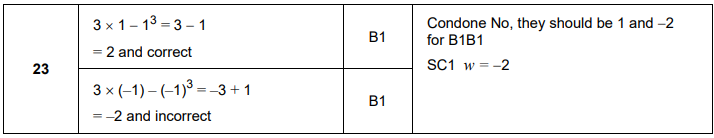 23
3 × 1 – 1³ = 3 – 1
= 2 and correct
B1
3 × (–1) – (–1)³ = –3 + 1
= –2 and incorrect
B1
Condone No, they should be 1 and –2
for B1B1
SC1 w = –2